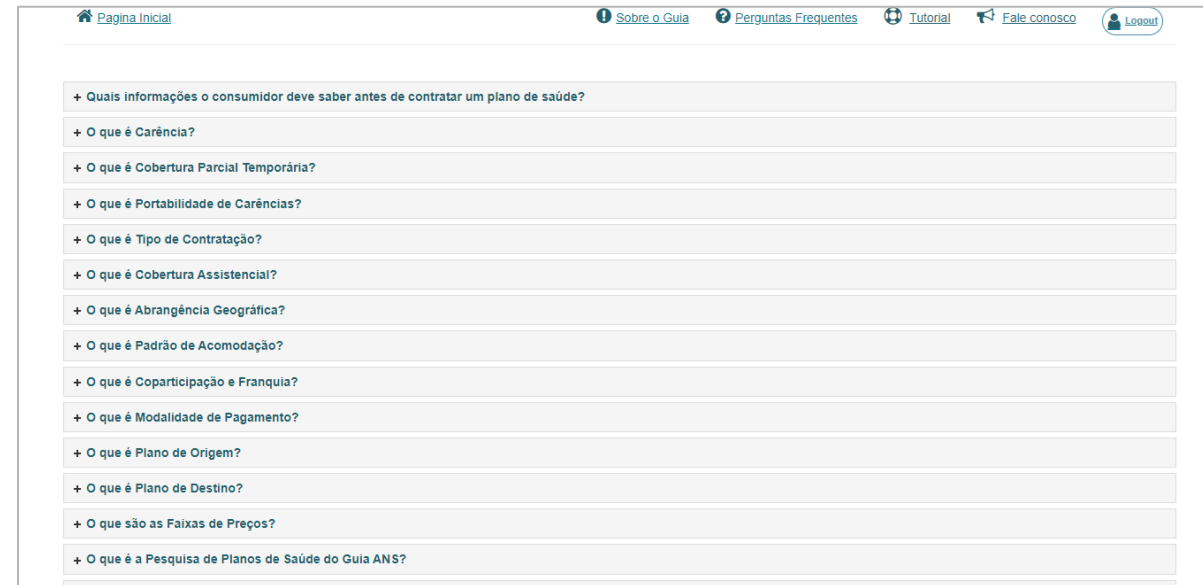 Pagina Inicial Sobre o Guia Perguntas Frequentes Tutorial Fale conosco Logout
+ Quais informações o consumidor deve saber antes de contratar um plano de saúde?
+ O que é Carência?
+ O que é Cobertura Parcial Temporária?
+ O que é Portabilidade de Carências?
+ O que é Tipo de Contratação?
+ O que é Cobertura Assistencial?
+ O que é Abrangência Geográfica?
+ O que é Padrão de Acomodação?
+ O que é Coparticipação e Franquia?
+ O que é Modalidade de Pagamento?
+ O que é Plano de Origem?
+ O que é Plano de Destino?
+ O que são as Faixas de Preços?
+ O que é a Pesquisa de Planos de Saúde do Guia ANS?